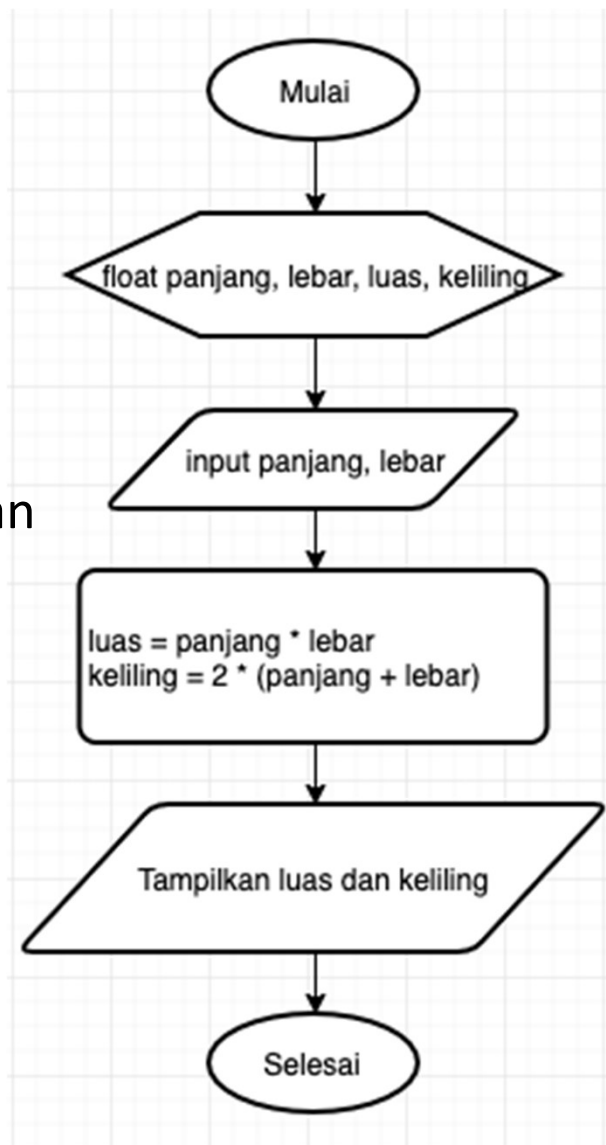 Mulai
float panjang, lebar, luas, keliling
input panjang, lebar
luas = panjang * lebar
keliling = 2 * (panjang + lebar)
Tampilkan luas dan keliling
Selesai